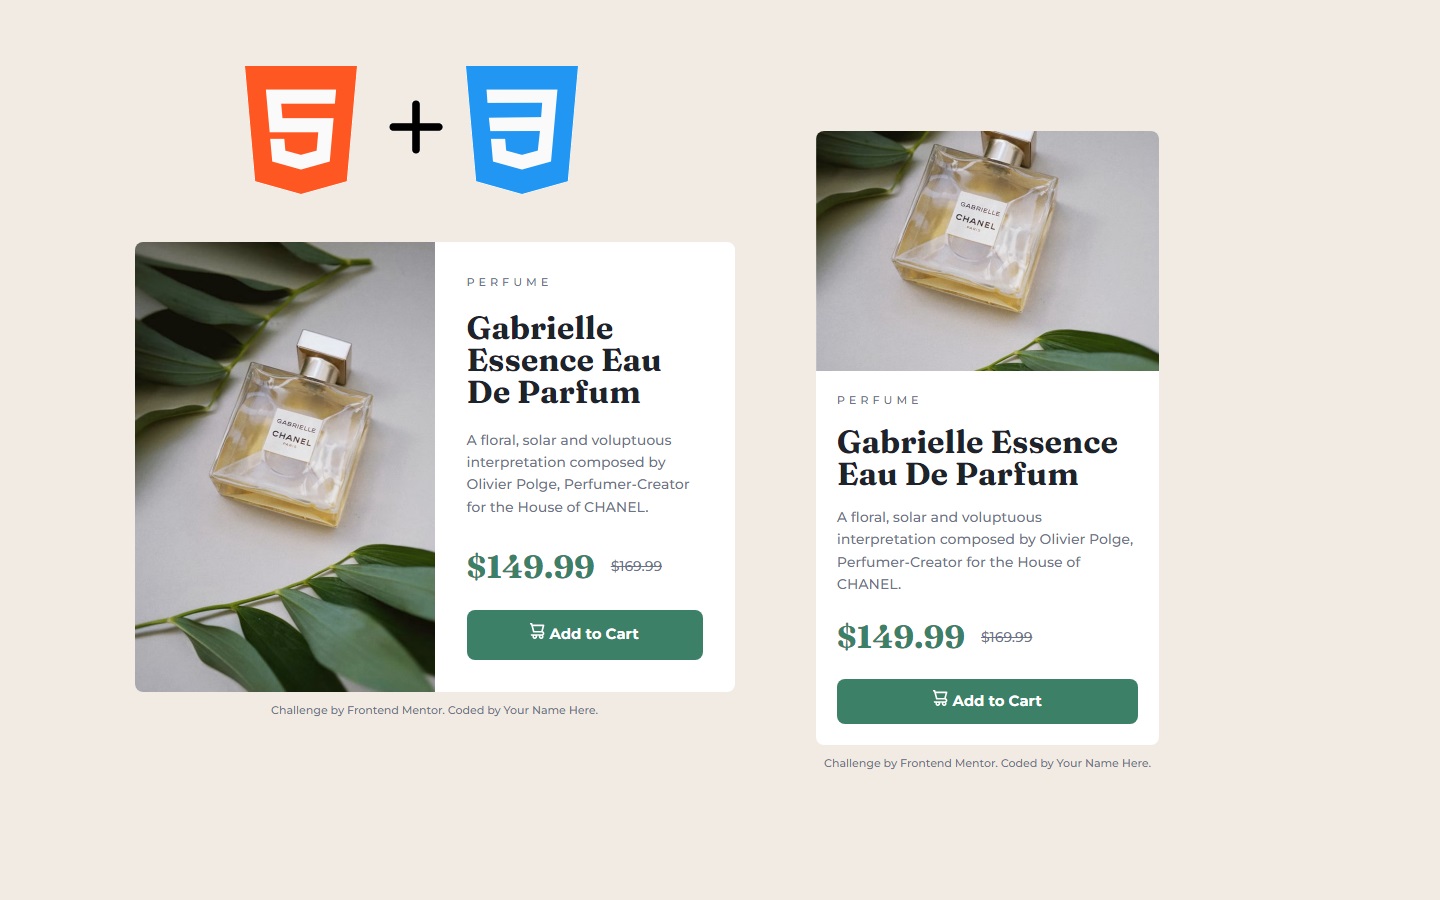 PERFUME
Gabrielle
Essence Eau
De Parfum
A floral, solar and voluptuous
interpretation composed by
Olivier Polge, Perfumer-Creator
for the House of CHANEL.
$149.99 $169.99
Add to Cart
GABRIELLE
CHANEL
PARIS
Challenge by Frontend Mentor. Coded by Your Name Here.
GABRIELLE
CHANEL
PARIS
PERFUME
Gabrielle Essence
Eau De Parfum
A floral, solar and voluptuous
interpretation composed by Olivier Polge,
Perfumer-Creator for the House of
CHANEL.
$149.99 $169.99
Add to Cart
Challenge by Frontend Mentor. Coded by Your Name Here.